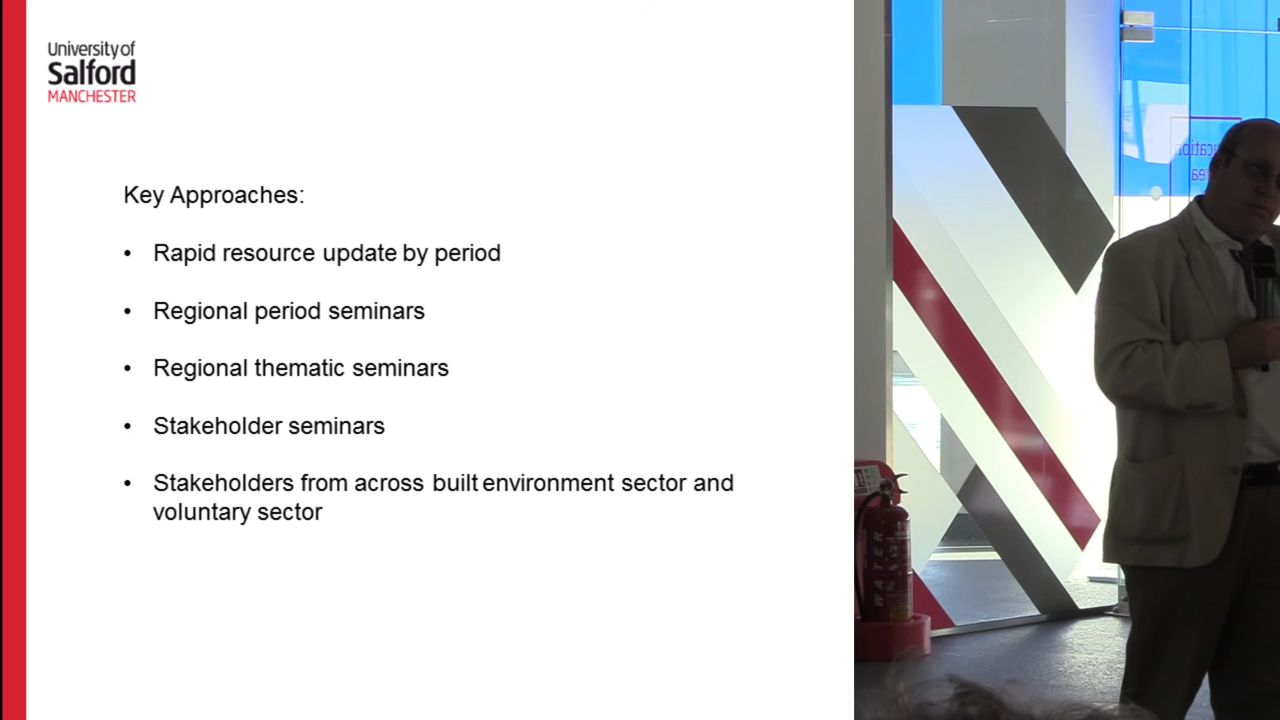 University of
Salford
MANCHESTER
Key Approaches:
• Rapid resource update by period
• Regional period seminars
• Regional thematic seminars
• Stakeholder seminars
• Stakeholders from across built environment sector and
voluntary sector
WATER